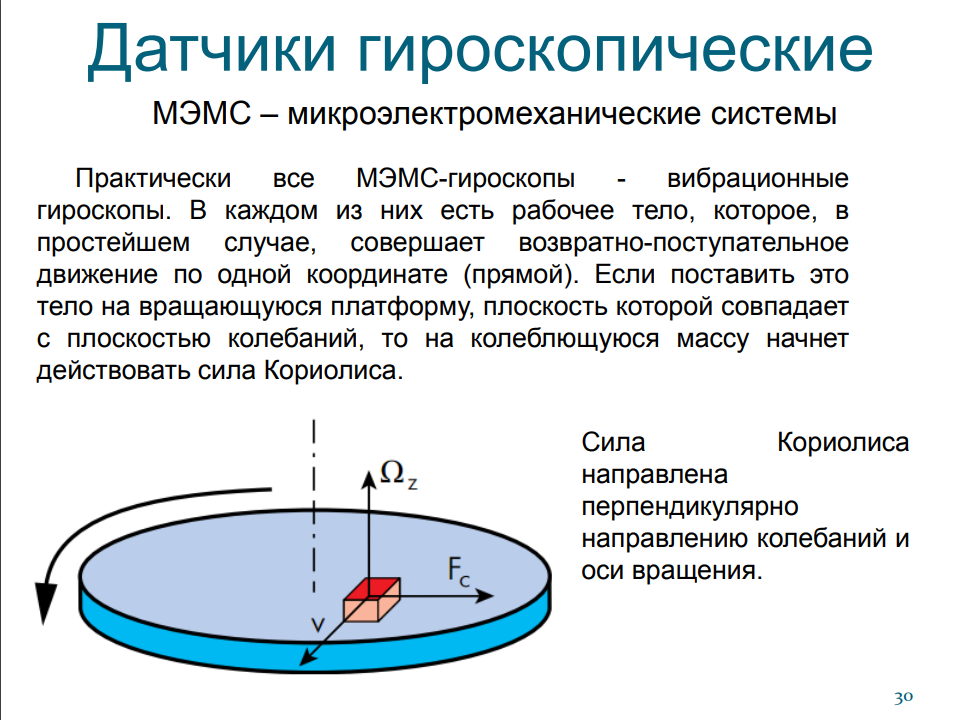 Датчики гироскопические
МЭМС – микроэлектромеханические системы
Практически все МЭМС-гироскопы - вибрационные
гироскопы. В каждом из них есть рабочее тело, которое, в
простейшем случае, совершает возвратно-поступательное
движение по одной координате (прямой). Если поставить это
тело на вращающуюся платформу, плоскость которой совпадает
с плоскостью колебаний, то на колеблющуюся массу начнет
действовать сила Кориолиса.
Сила Кориолиса
направлена
перпендикулярно
направлению колебаний и
оси вращения.
Ωz
Fc
v
30